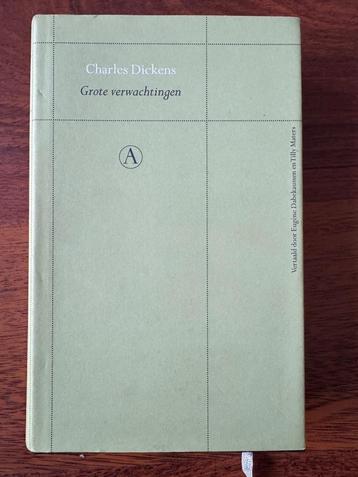 Charles Dickens
Grote verwachtingen
A
Vertaald door Eugène Dabekaussen en Tilly Maters